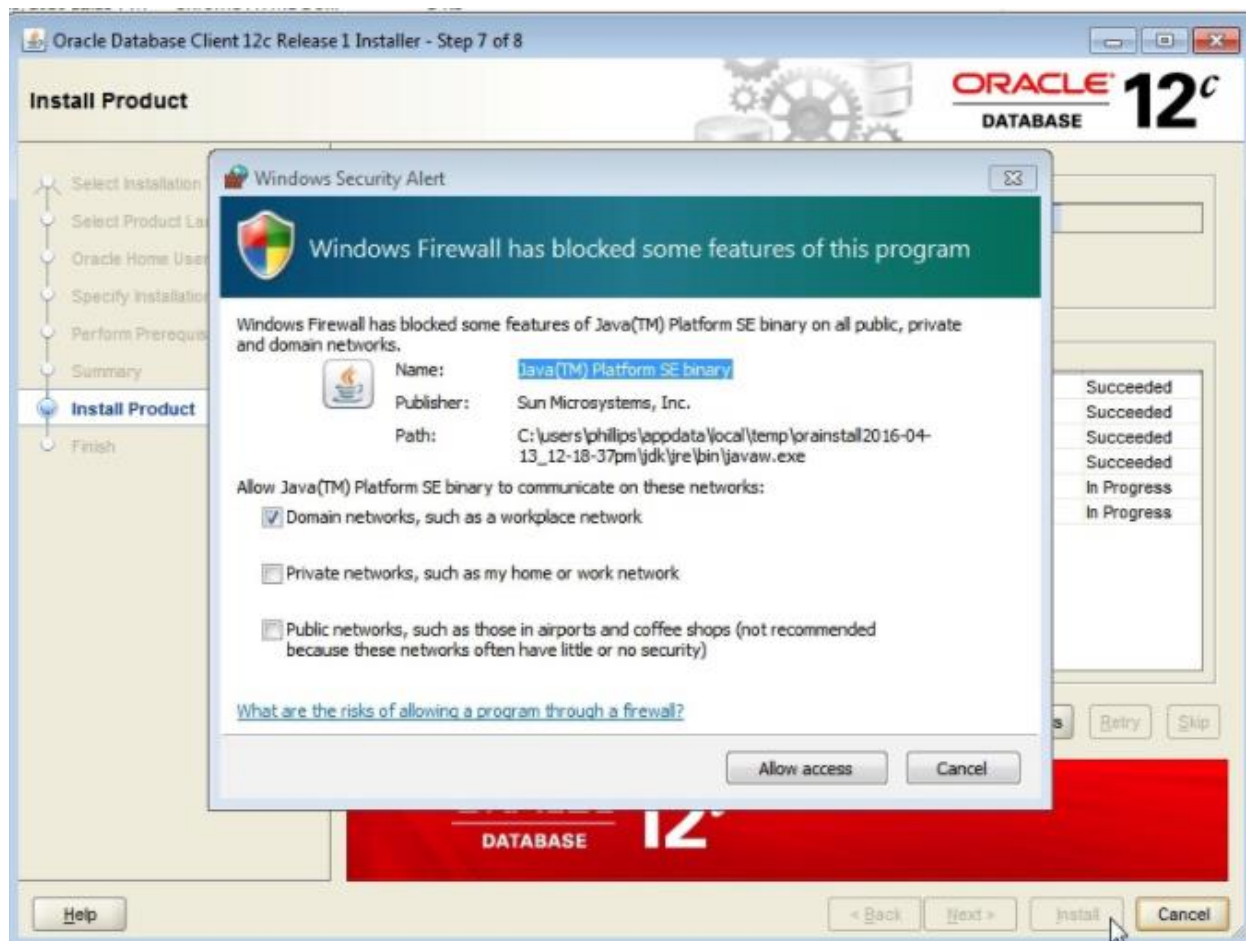 Oracle Database Client 12c Release 1 Installer - Step 7 of 8
Install Product
ORACLE
DATABASE
12c
Select Installation
Select Product La
Oracle Home User
Specify Installation
Perform Prerequis
Summary
Install Product
Finish
Windows Security Alert
Windows Firewall has blocked some features of this program
Windows Firewall has blocked some features of Java(TM) Platform SE binary on all public, private
and domain networks.
Name: Java(TM) Platform SE binary
Publisher: Sun Microsystems, Inc.
Path: C:\users\philips\appdata\local\temp\orainstall2016-04-
13_12-18-37pm\jdk\jre\bin\javaw.exe
Allow Java(TM) Platform SE binary to communicate on these networks:
Domain networks, such as a workplace network
Private networks, such as my home or work network
Public networks, such as those in airports and coffee shops (not recommended
because these networks often have little or no security)
What are the risks of allowing a program through a firewall?
Allow access
Cancel
Succeeded
Succeeded
Succeeded
Succeeded
In Progress
In Progress
Retry
Skip
DATABASE
12c
Help
< Back
Next >
Install
Cancel